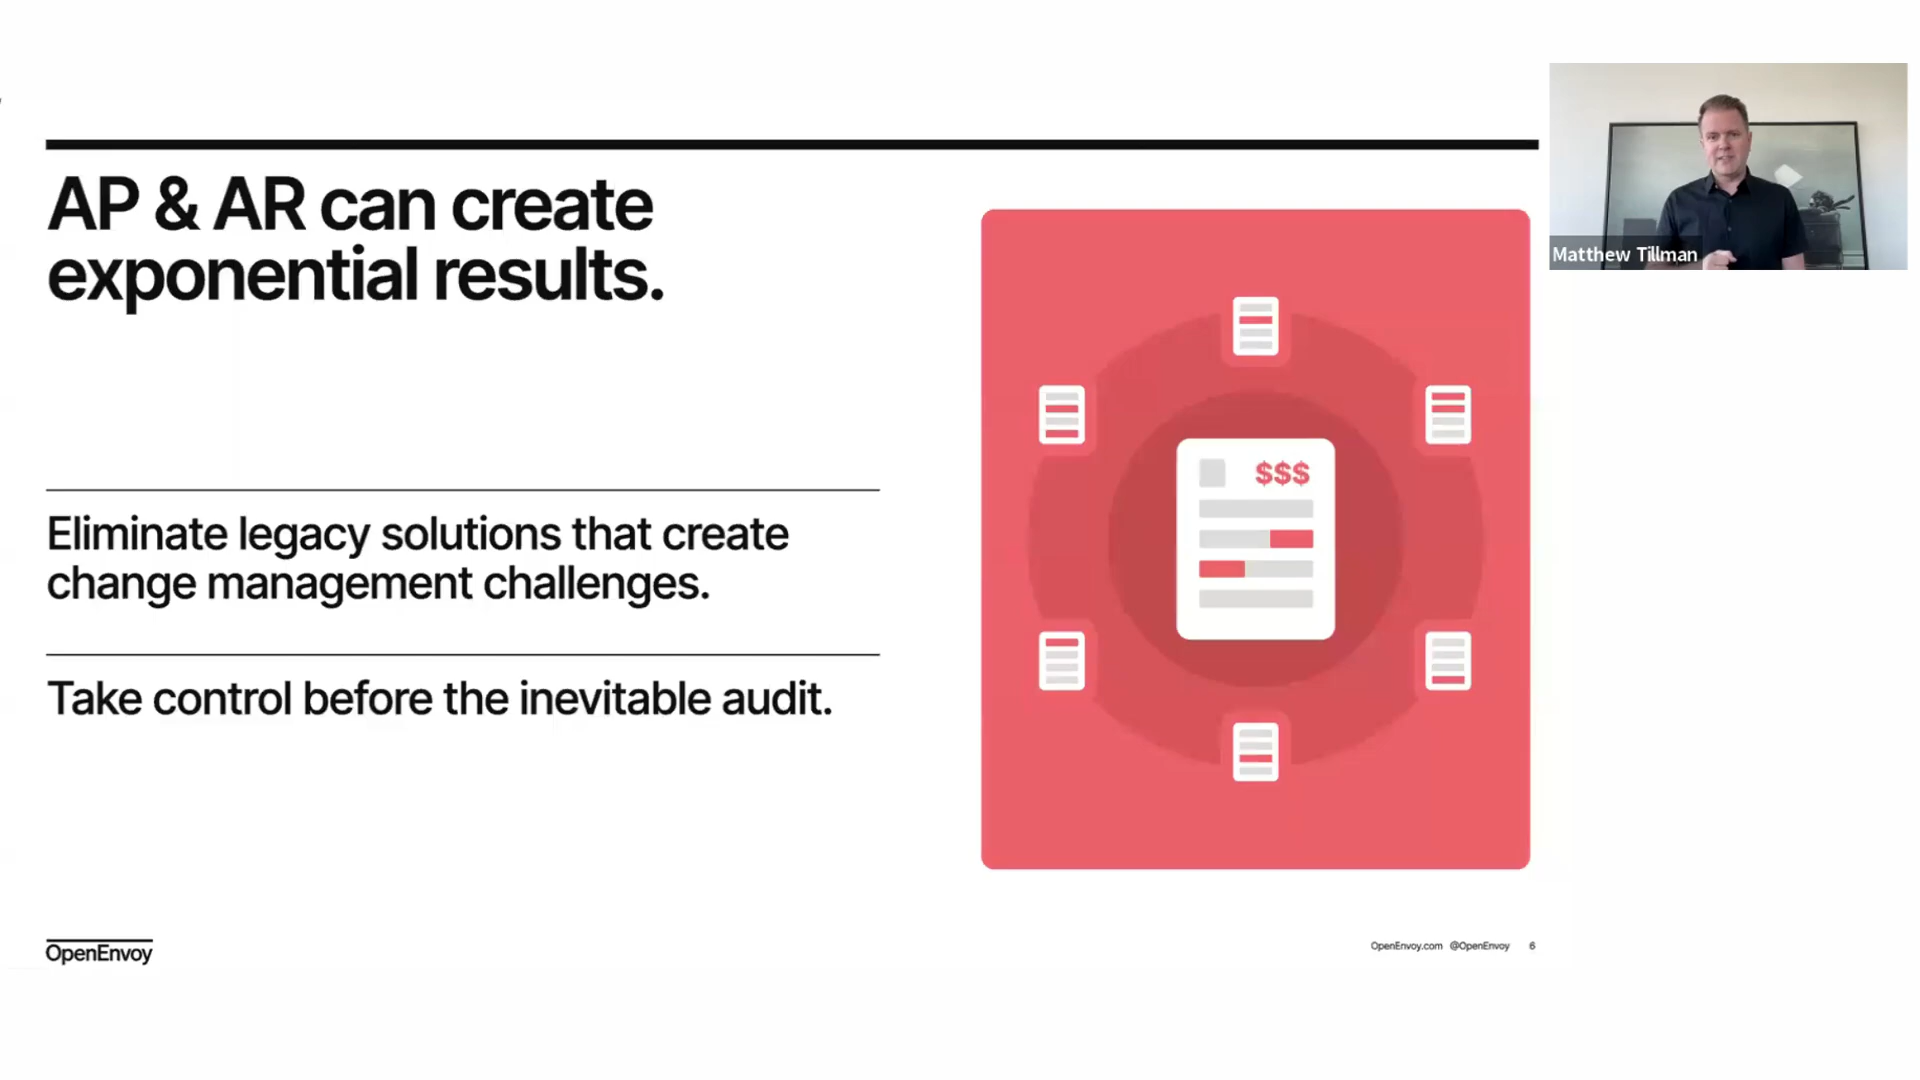 AP & AR can create
exponential results.
Eliminate legacy solutions that create
change management challenges.
Take control before the inevitable audit.
$$$
Matthew Tillman
OpenEnvoy
OpenEnvoy.com @OpenEnvoy 6